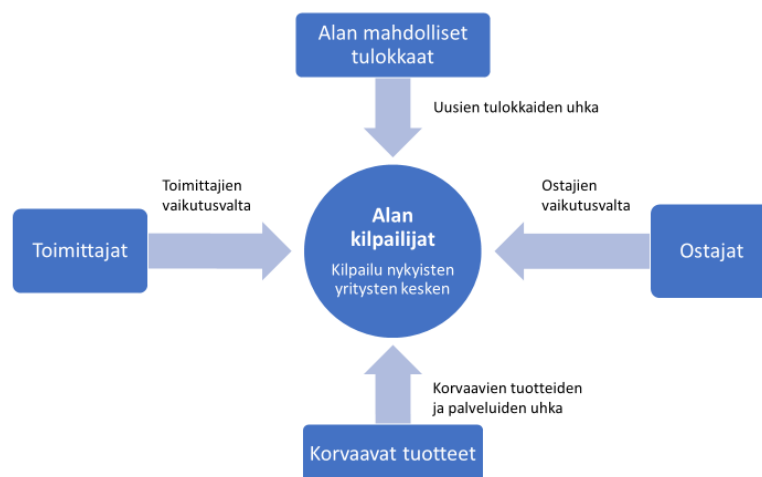 Alan mahdolliset
tulokkaat
Uusien tulokkaiden uhka
Toimittajien
vaikutusvalta
Ostajien
vaikutusvalta
Toimittajat
Alan
kilpailijat
Kilpailu nykyisten
yritysten kesken
Ostajat
Korvaavien tuotteiden
ja palveluiden uhka
Korvaavat tuotteet